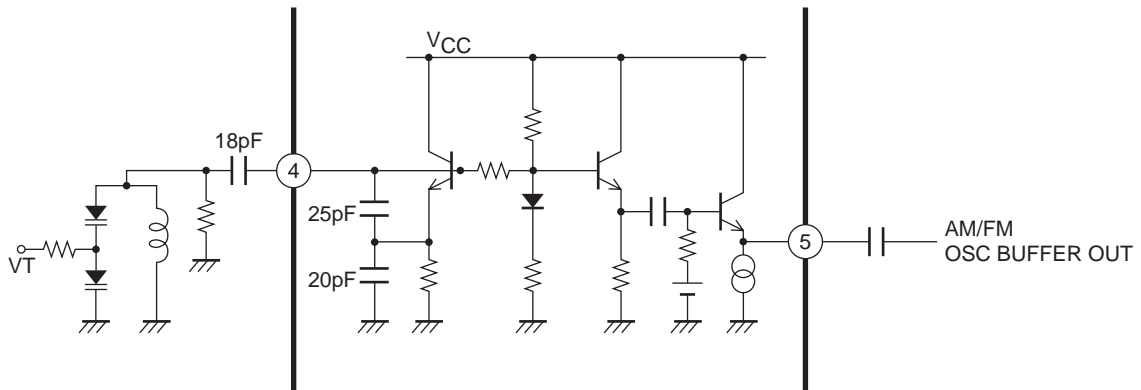 VCC
18pF
4
25pF
20pF
VT
5
AM/FM
OSC BUFFER OUT